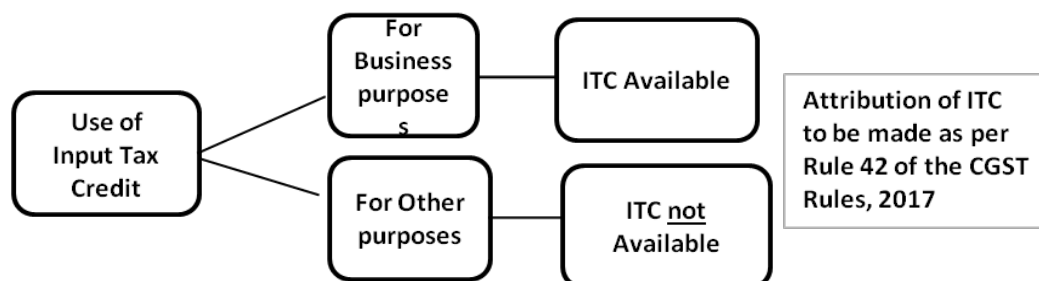 Use of
Input Tax
Credit
For
Business
purpose
s
ITC Available
For Other
purposes
ITC not
Available
Attribution of ITC
to be made as per
Rule 42 of the CGST
Rules, 2017